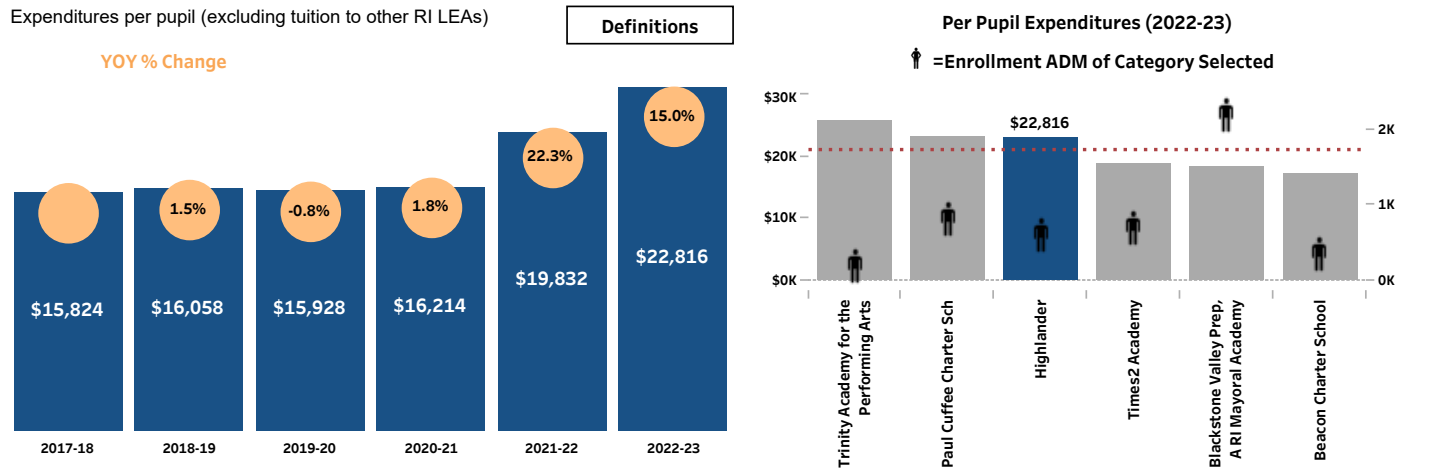 Expenditures per pupil (excluding tuition to other RI LEAs)
Definitions
YOY % Change
15.0%
22.3%
1.5%
-0.8%
1.8%
$15,824
$16,058
$15,928
$16,214
$19,832
$22,816
2017-18
2018-19
2019-20
2020-21
2021-22
2022-23
Per Pupil Expenditures (2022-23)
=Enrollment ADM of Category Selected
$30K
$20K
$10K
$0K
$22,816
2K
1K
0K
Trinity Academy for the
Performing Arts
Paul Cuffee Charter Sch
Highlander
Times2 Academy
Blackstone Valley Prep,
A RI Mayoral Academy
Beacon Charter School